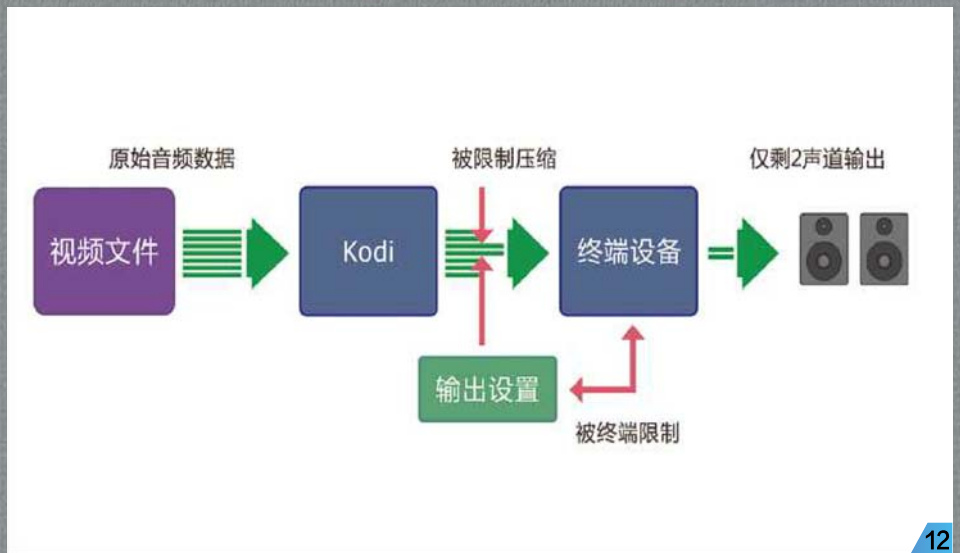 原始音频数据
被限制压缩
仅剩2声道输出
视频文件
Kodi
终端设备
输出设置
被终端限制
12